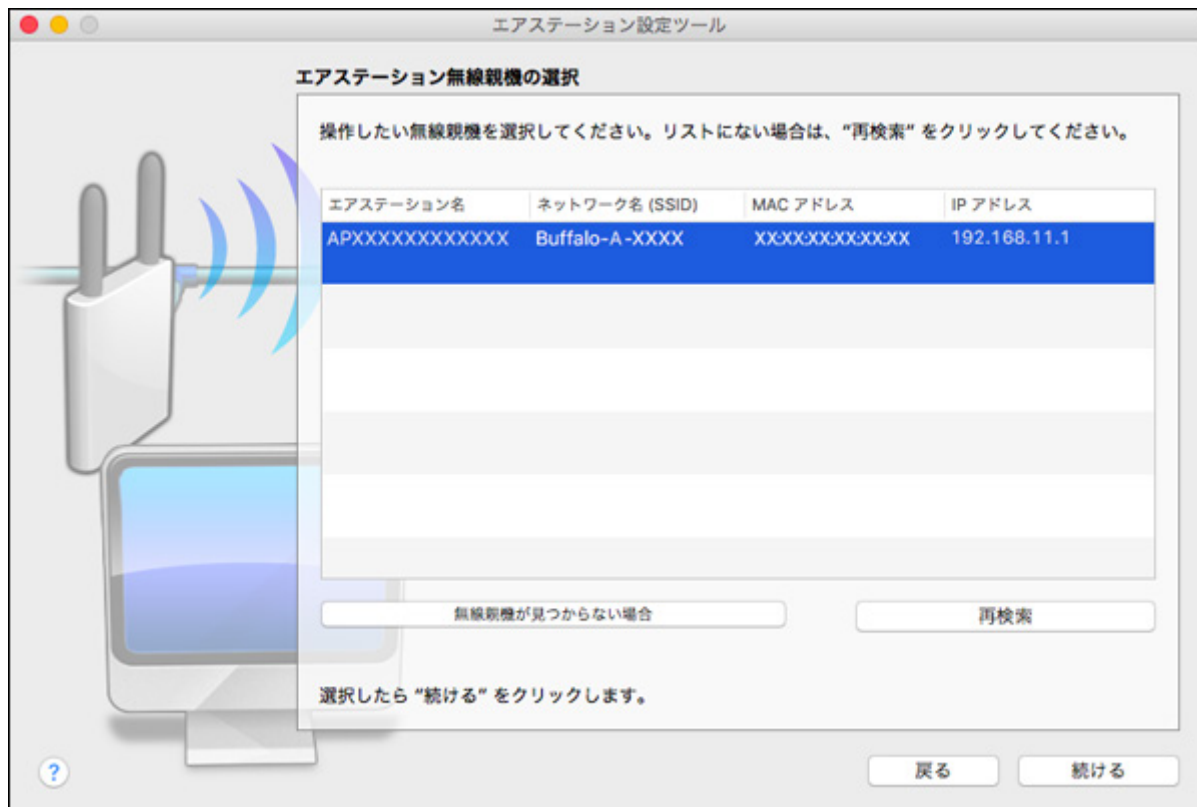 エアステーション設定ツール
エアステーション無線親機の選択
操作したい無線親機を選択してください。リストにない場合は、"再検索" をクリックしてください。
エアステーション名 ネットワーク名 (SSID) MAC アドレス IP アドレス
APXXXXXXXXXXXX Buffalo-A-XXXX XX:XX:XX:XX:XX:XX 192.168.11.1
無線親機が見つからない場合 再検索
選択したら "続ける" をクリックします。
? 戻る 続ける